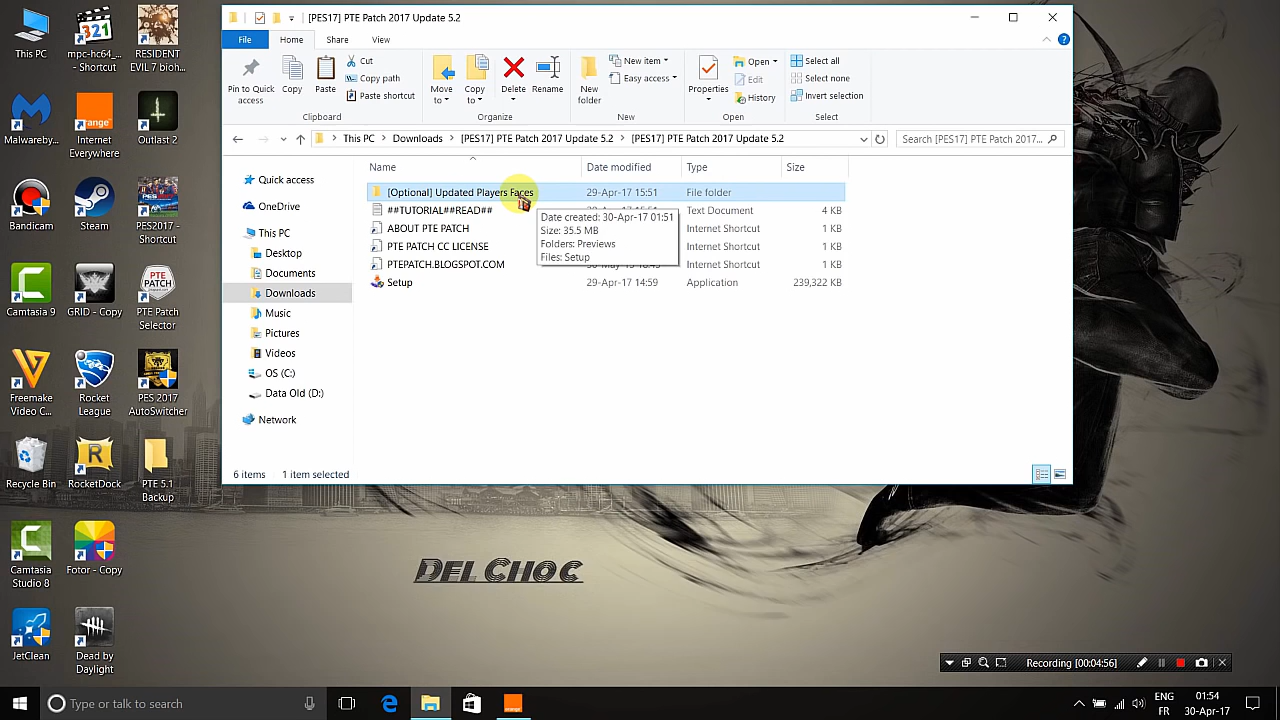 This PC
mpc-hc64_...
- Shortcut
RESIDENT
EVIL 7 bioh...
Malwareby...
Internet
Everywhere
Outlast 2
Bandicam
Steam
PES2017 -
Shortcut
Camtasia 9
GRID - Copy
PTE Patch
Selector
Freemake
Video C...
Rocket
League
PES 2017
AutoSwitcher
Recycle Bin
RocketDock
PTE 5.1
Backup
Camtasia
Studio 8
Fotor - Copy
JetClean
Dead by
Daylight
[PES17] PTE Patch 2017 Update 5.2
File Home Share View
Pin to Quick
access
Copy
Paste
Cut
Copy path
Paste shortcut
Clipboard
Move
to
Copy
to
Delete
Rename
Organize
New
folder
New item
Easy access
New
Properties
Open
Edit
History
Open
Select all
Select none
Invert selection
Select
This PC > Downloads > [PES17] PTE Patch 2017 Update 5.2 > [PES17] PTE Patch 2017 Update 5.2
Search [PES17] PTE Patch 2017...
Quick access
OneDrive
This PC
Desktop
Documents
Downloads
Music
Pictures
Videos
OS (C:)
Data Old (D:)
Network
Name Date modified Type Size
[Optional] Updated Players Faces 29-Apr-17 15:51 File folder
##TUTORIAL##READ## Text Document 4 KB
ABOUT PTE PATCH Internet Shortcut 1 KB
PTE PATCH CC LICENSE Internet Shortcut 1 KB
PTEPATCH.BLOGSPOT.COM Internet Shortcut 1 KB
Setup 29-Apr-17 14:59 Application 239,322 KB
Date created: 30-Apr-17 01:51
Size: 35.5 MB
Folders: Previews
Files: Setup
6 items 1 item selected
DEL CHOC
Recording [00:04:56]
Type or talk to search
orange
ENG
FR
01:54
30-Apr-17